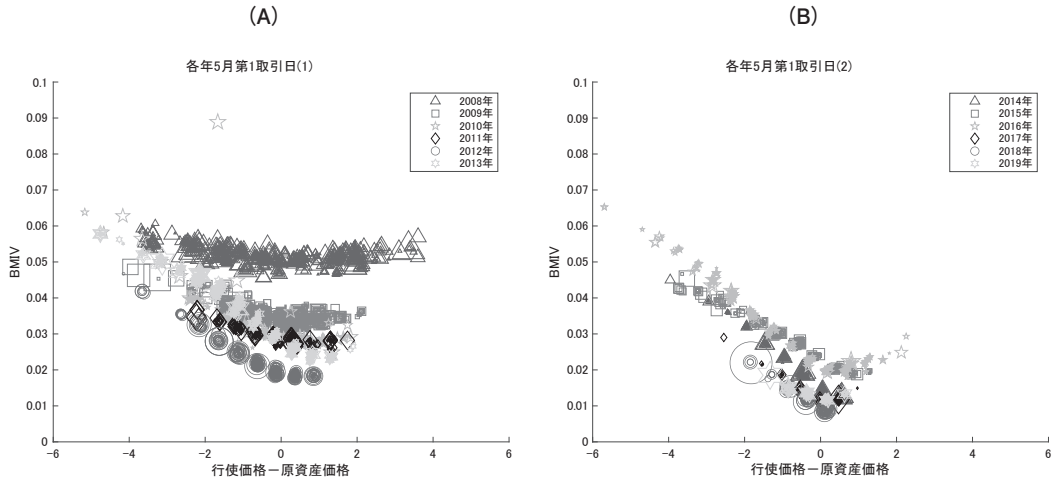 (A)
各年5月第1取引日(1)
0.1
0.09
0.08
0.07
0.06
0.05
0.04
0.03
0.02
0.01
0
BMIV
-6
-4
-2
0
2
4
6
行使価格－原資産価格
2008年
2009年
2010年
2011年
2012年
2013年
(B)
各年5月第1取引日(2)
0.1
0.09
0.08
0.07
0.06
0.05
0.04
0.03
0.02
0.01
0
BMIV
-6
-4
-2
0
2
4
6
行使価格－原資産価格
2014年
2015年
2016年
2017年
2018年
2019年